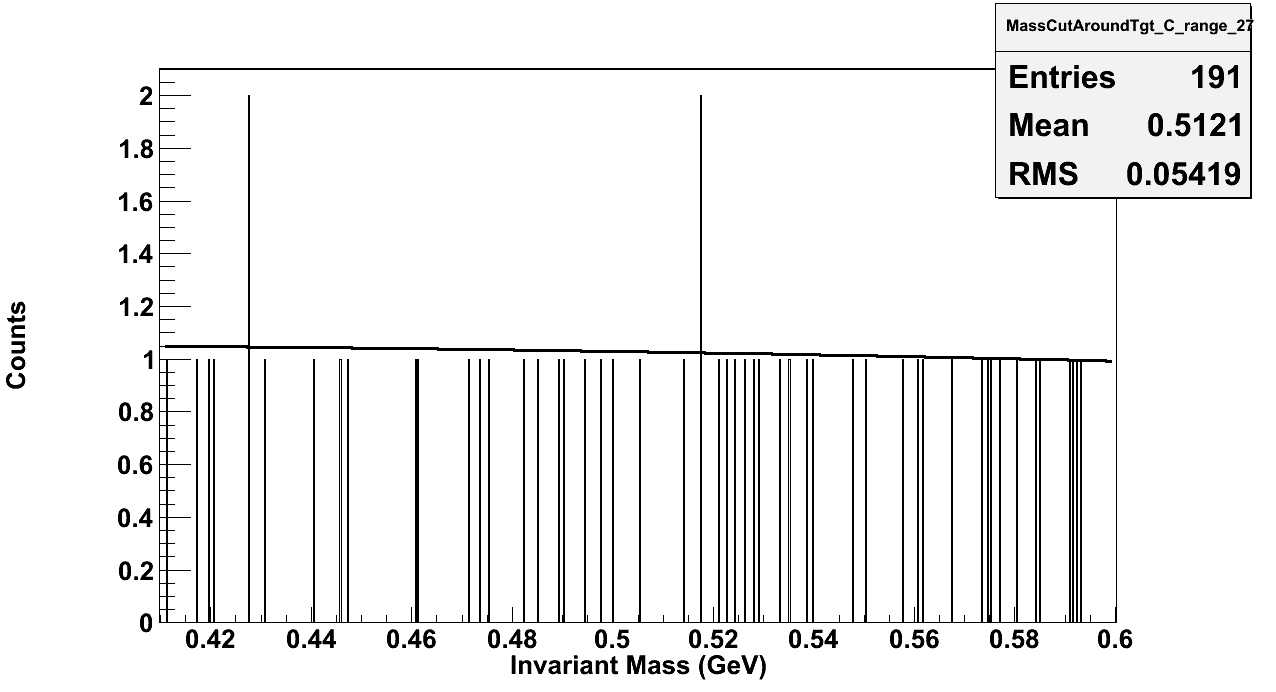 MassCutAroundTgt_C_range_27
Entries 191
Mean 0.5121
RMS 0.05419
Counts
2
1.8
1.6
1.4
1.2
1
0.8
0.6
0.4
0.2
0
0.42 0.44 0.46 0.48 0.5 0.52 0.54 0.56 0.58 0.6
Invariant Mass (GeV)